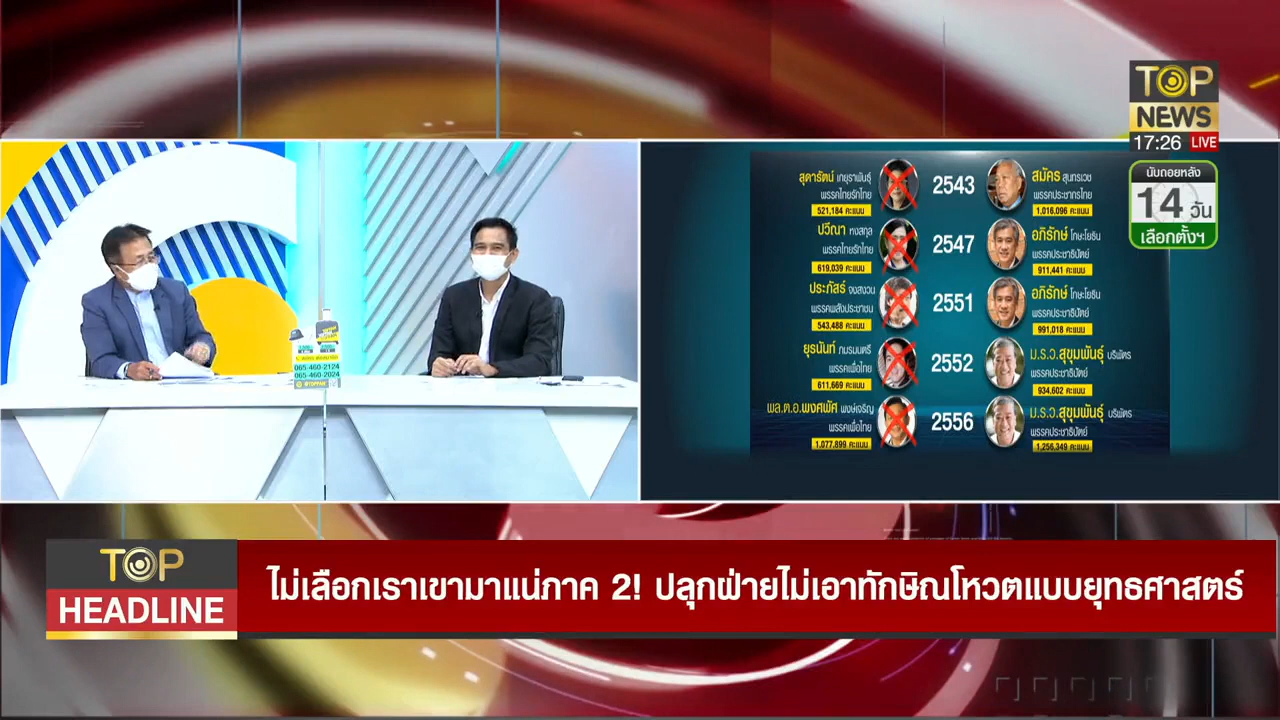 TOP
NEWS
17:26 LIVE
นับถอยหลัง
14 วัน
เลือกตั้งฯ
สุดารัตน์ เกยุราพันธุ์
พรรคไทยรักไทย
521,184 คะแนน
2543
สมัคร สุนทรเวช
พรรคประชากรไทย
1,016,096 คะแนน
ปวีณา หงสกุล
พรรคไทยรักไทย
619,039 คะแนน
2547
อภิรักษ์ โกษะโยธิน
พรรคประชาธิปัตย์
911,441 คะแนน
ประภัสร์ จงสงวน
พรรคพลังประชาชน
543,488 คะแนน
2551
อภิรักษ์ โกษะโยธิน
พรรคประชาธิปัตย์
991,018 คะแนน
ยุรนันท์ ภมรมนตรี
พรรคเพื่อไทย
611,669 คะแนน
2552
ม.ร.ว.สุขุมพันธุ์ บริพัตร
พรรคประชาธิปัตย์
934,602 คะแนน
พล.ต.อ.พงศพัศ พงษ์เจริญ
พรรคเพื่อไทย
1,077,899 คะแนน
2556
ม.ร.ว.สุขุมพันธุ์ บริพัตร
พรรคประชาธิปัตย์
1,256,349 คะแนน
065-460-2124
065-460-2024
TOP
HEADLINE
ไม่เลือกเราเขามาแน่ภาค 2! ปลุกฝ่ายไม่เอาทักษิณโหวตแบบยุทธศาสตร์